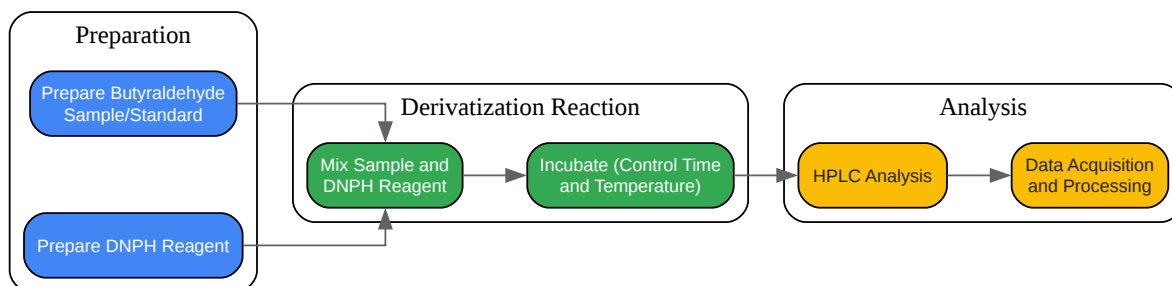 Preparation
Prepare Butyraldehyde
Sample/Standard
Prepare DNPH Reagent
Derivatization Reaction
Mix Sample and
DNPH Reagent
Incubate (Control Time
and Temperature)
Analysis
HPLC Analysis
Data Acquisition
and Processing